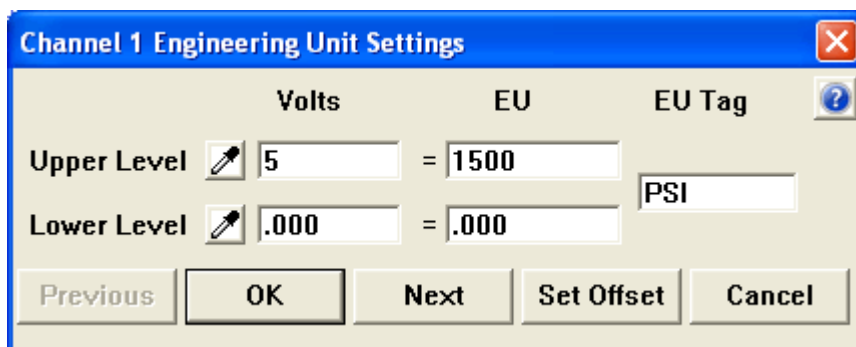 Channel 1 Engineering Unit Settings
Volts EU EU Tag ?
Upper Level 5 = 1500
PSI
Lower Level .000 = .000
Previous OK Next Set Offset Cancel